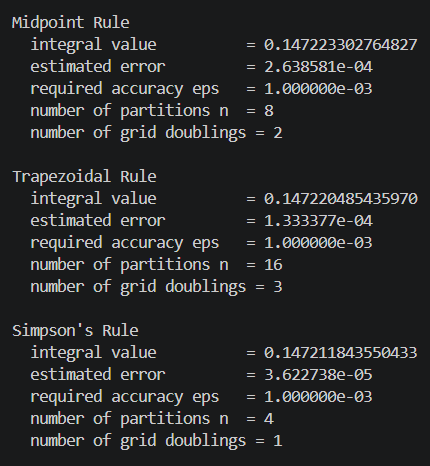 Midpoint Rule
  integral value          = 0.147223302764827
  estimated error         = 2.638581e-04
  required accuracy eps   = 1.000000e-03
  number of partitions n  = 8
  number of grid doublings = 2

Trapezoidal Rule
  integral value          = 0.147220485435970
  estimated error         = 1.333377e-04
  required accuracy eps   = 1.000000e-03
  number of partitions n  = 16
  number of grid doublings = 3

Simpson's Rule
  integral value          = 0.147211843550433
  estimated error         = 3.622738e-05
  required accuracy eps   = 1.000000e-03
  number of partitions n  = 4
  number of grid doublings = 1